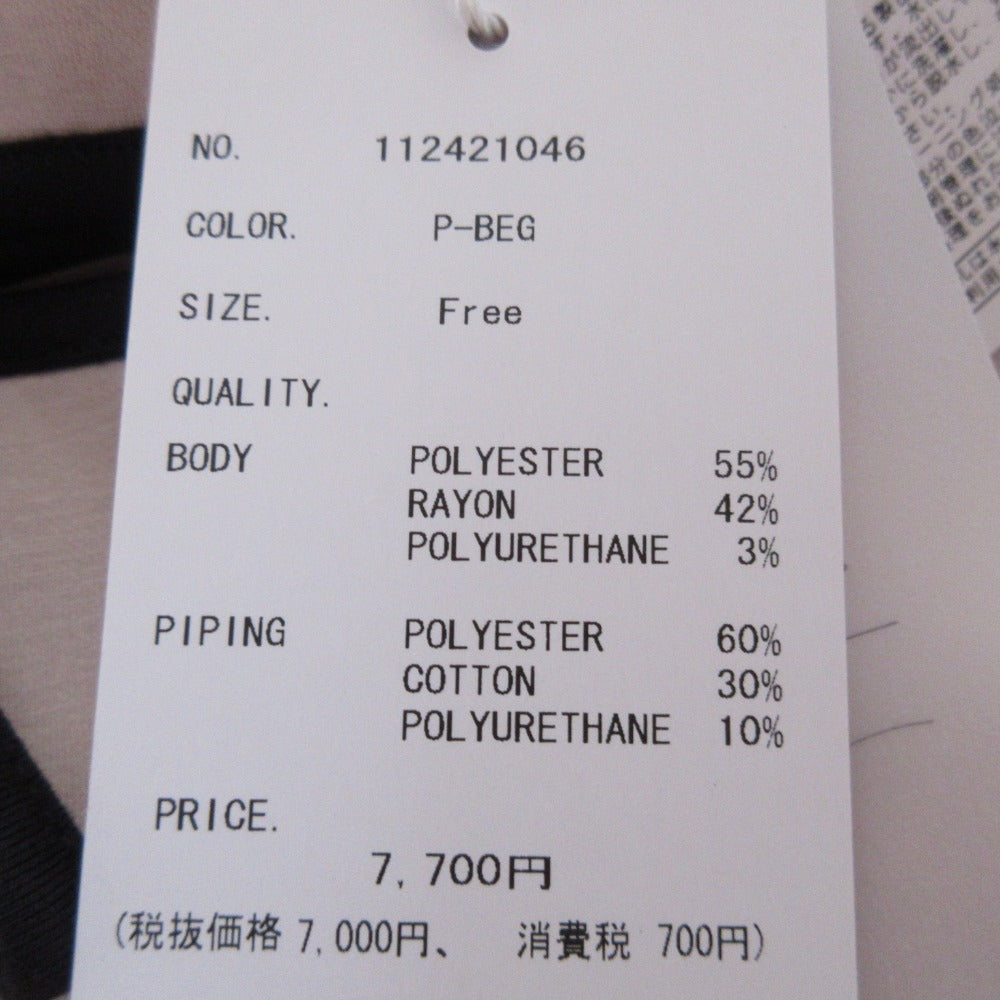 NO. 112421046
COLOR. P-BEG
SIZE. Free
QUALITY.
BODY POLYESTER 55%
RAYON 42%
POLYURETHANE 3%
PIPING POLYESTER 60%
COTTON 30%
POLYURETHANE 10%
PRICE.
7,700円
(税抜価格 7,000円、 消費税 700円)